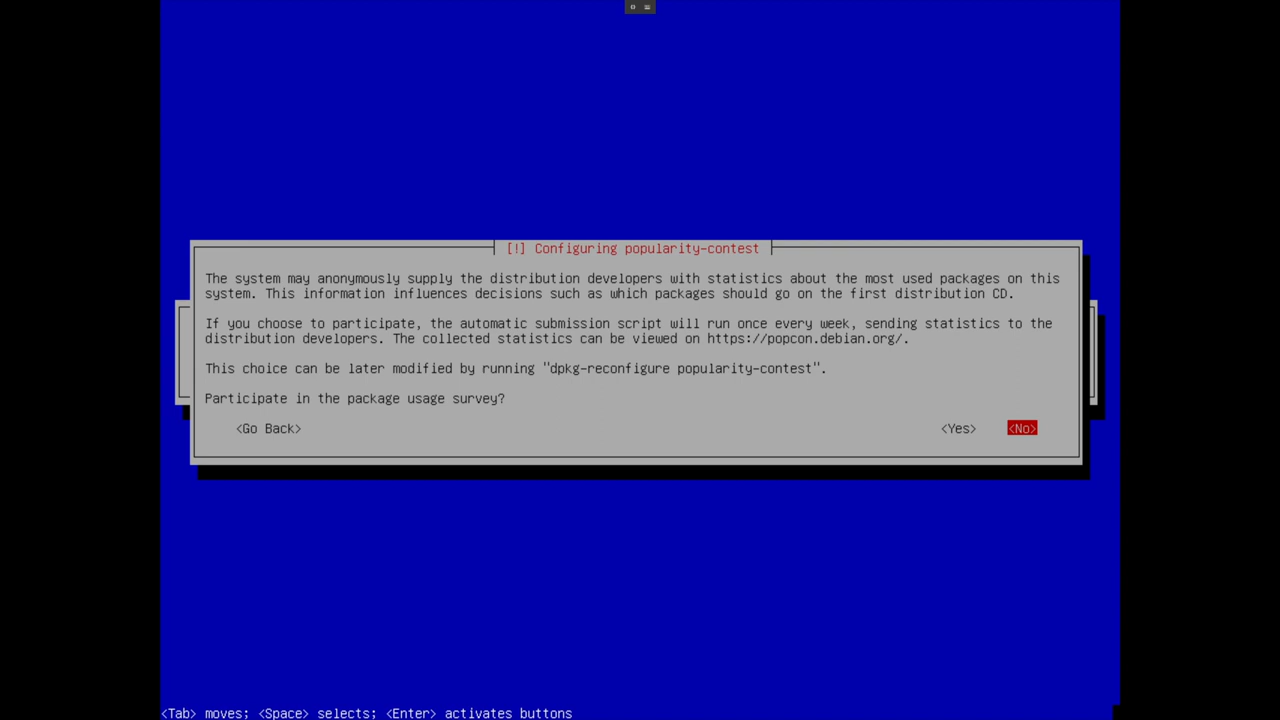 [!] Configuring popularity-contest
The system may anonymously supply the distribution developers with statistics about the most used packages on this
system. This information influences decisions such as which packages should go on the first distribution CD.
If you choose to participate, the automatic submission script will run once every week, sending statistics to the
distribution developers. The collected statistics can be viewed on https://popcon.debian.org/.
This choice can be later modified by running "dpkg-reconfigure popularity-contest".
Participate in the package usage survey?
<Go Back> <Yes> <No>
<Tab> moves; <Space> selects; <Enter> activates buttons